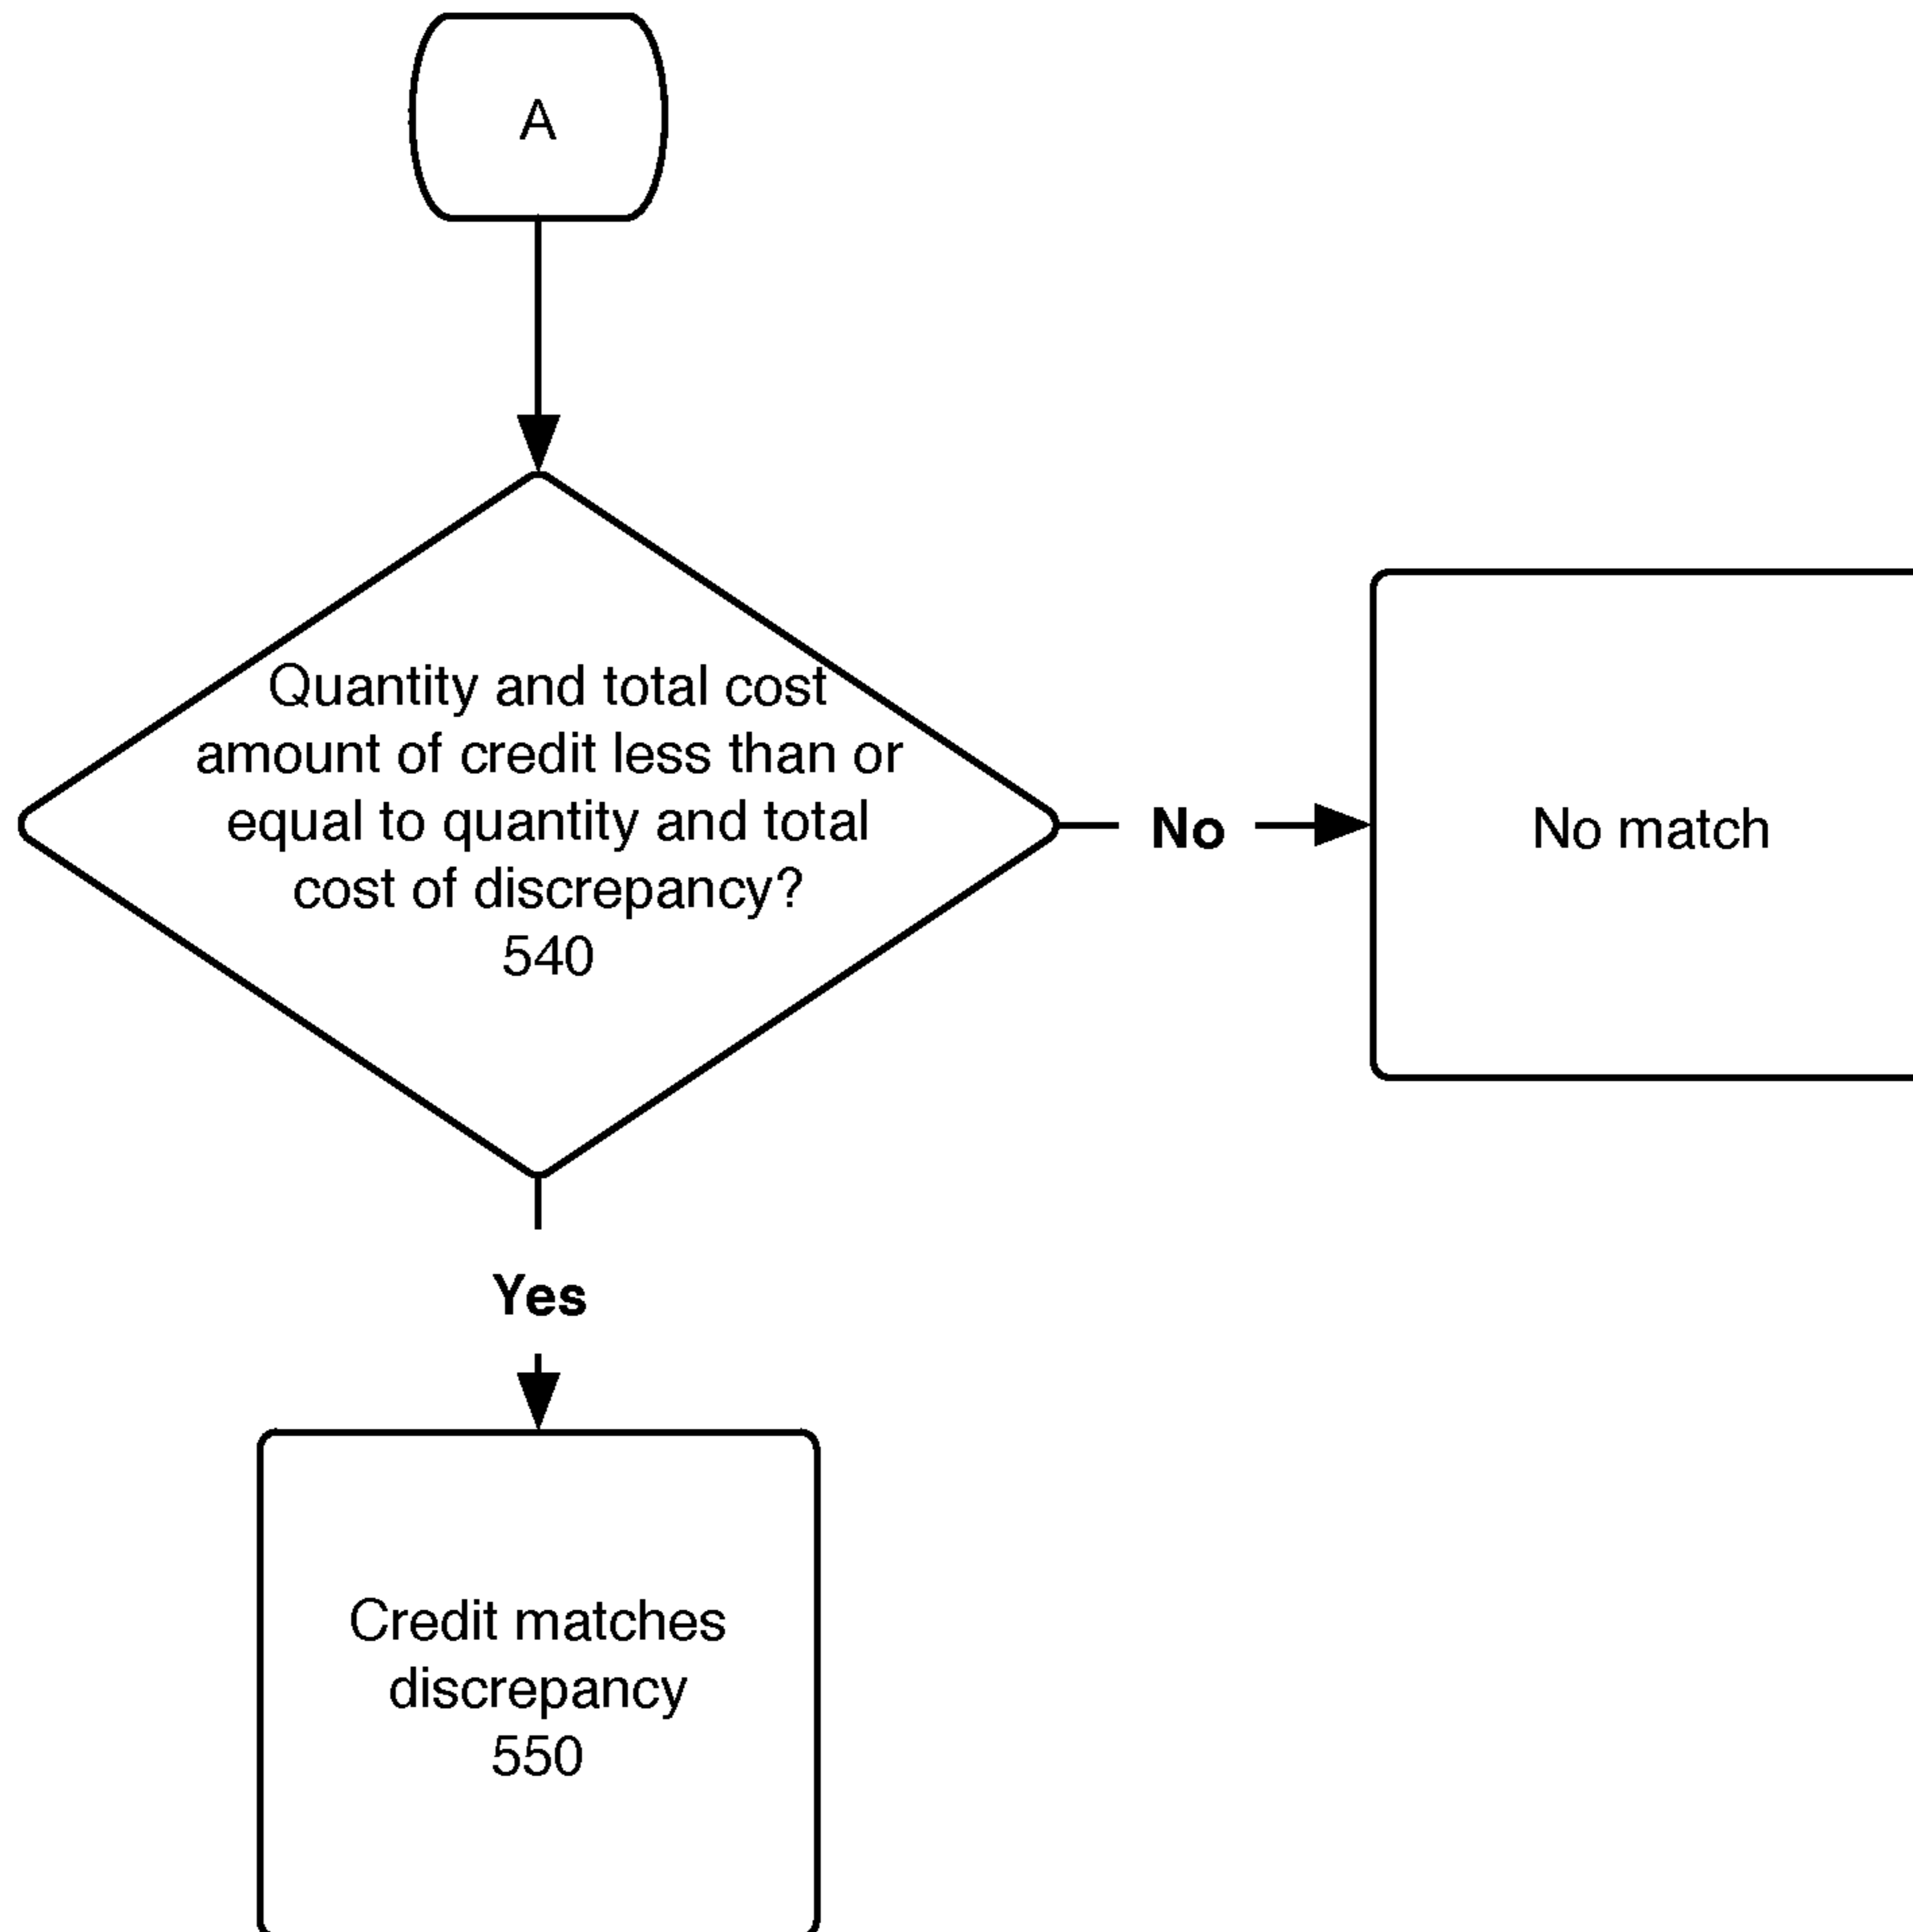 A
Quantity and total cost
amount of credit less than or
equal to quantity and total
cost of discrepancy?
540
No
No match
Yes
Credit matches
discrepancy
550